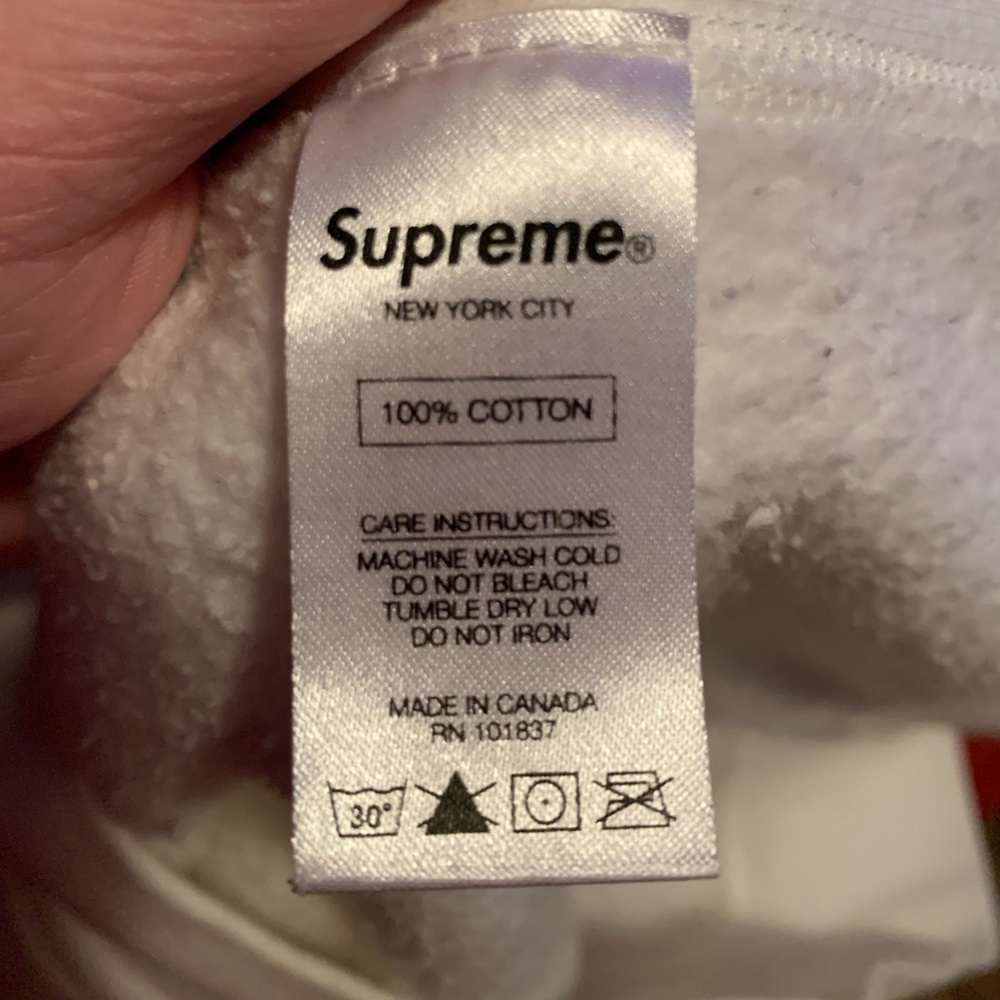 Supreme®
NEW YORK CITY
100% COTTON
CARE INSTRUCTIONS:
MACHINE WASH COLD
DO NOT BLEACH
TUMBLE DRY LOW
DO NOT IRON
MADE IN CANADA
RN 101837
30°